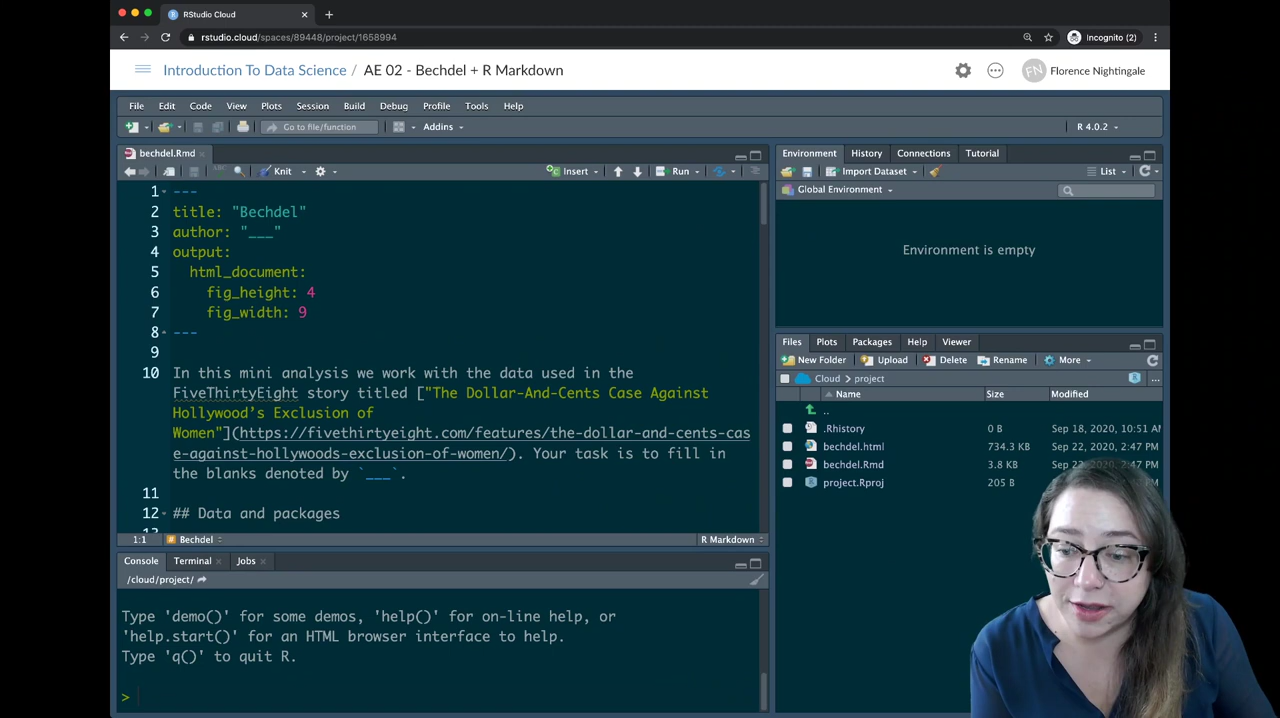 RStudio Cloud
rstudio.cloud/spaces/89448/project/1658994
Incognito (2)
Introduction To Data Science / AE 02 - Bechdel + R Markdown
FN Florence Nightingale
File Edit Code View Plots Session Build Debug Profile Tools Help
Go to file/function Addins R 4.0.2
bechdel.Rmd
Knit Insert Run
1 ---
2 title: "Bechdel"
3 author: "___"
4 output:
5 html_document:
6 fig_height: 4
7 fig_width: 9
8 ---
9
10 In this mini analysis we work with the data used in the
FiveThirtyEight story titled ["The Dollar-And-Cents Case Against
Hollywood’s Exclusion of
Women"](https://fivethirtyeight.com/features/the-dollar-and-cents-cas
e-against-hollywoods-exclusion-of-women/). Your task is to fill in
the blanks denoted by `___`.
11
12 ## Data and packages
1:1 Bechdel R Markdown
Console Terminal Jobs
/cloud/project/
Type 'demo()' for some demos, 'help()' for on-line help, or
'help.start()' for an HTML browser interface to help.
Type 'q()' to quit R.
>
Environment History Connections Tutorial
Import Dataset List
Global Environment
Environment is empty
Files Plots Packages Help Viewer
New Folder Upload Delete Rename More
Cloud > project
Name Size Modified
..
.Rhistory 0 B Sep 18, 2020, 10:51 A
bechdel.html 734.3 KB Sep 22, 2020, 2:47 PM
bechdel.Rmd 3.8 KB Sep 22, 2020, 2:47 PM
project.Rproj 205 B 2:47 PM